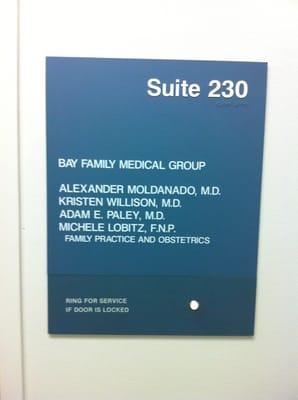 Suite 230
BAY FAMILY MEDICAL GROUP
ALEXANDER MOLDANADO, M.D.
KRISTEN WILLISON, M.D.
ADAM E. PALEY, M.D.
MICHELE LOBITZ, F.N.P.
FAMILY PRACTICE AND OBSTETRICS
RING FOR SERVICE
IF DOOR IS LOCKED